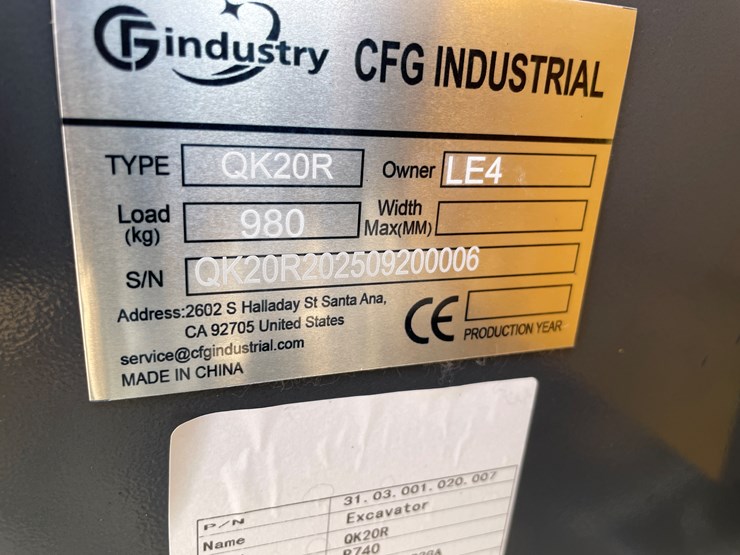 CFG industry CFG INDUSTRIAL
TYPE QK20R Owner LE4
Load (kg) 980 Width Max(MM)
S/N QK20R202509200006
Address:2602 S Halladay St Santa Ana,
CA 92705 United States
service@cfgindustrial.com
MADE IN CHINA
CE PRODUCTION YEAR
P/N 31.03.001.020.007
Name Excavator
QK20R